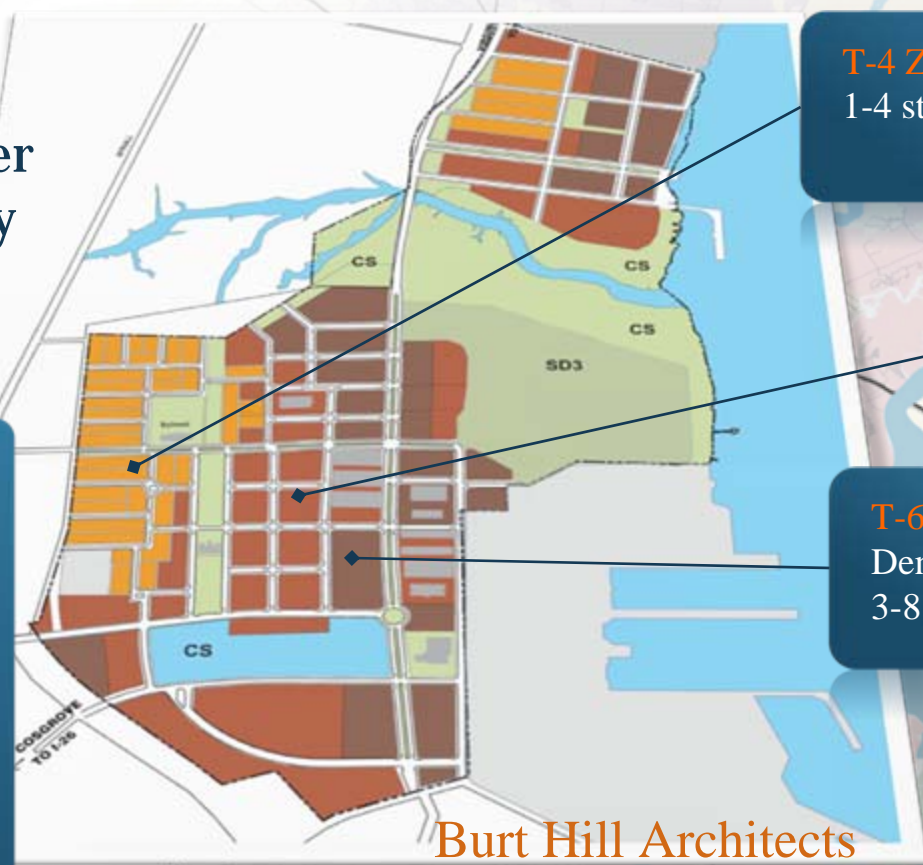 er
y
T-4 Z
1-4 st
CS
CS
CS
SD3
T-6
Den
3-8
CS
COSGROVE
TO I-26
Burt Hill Architects